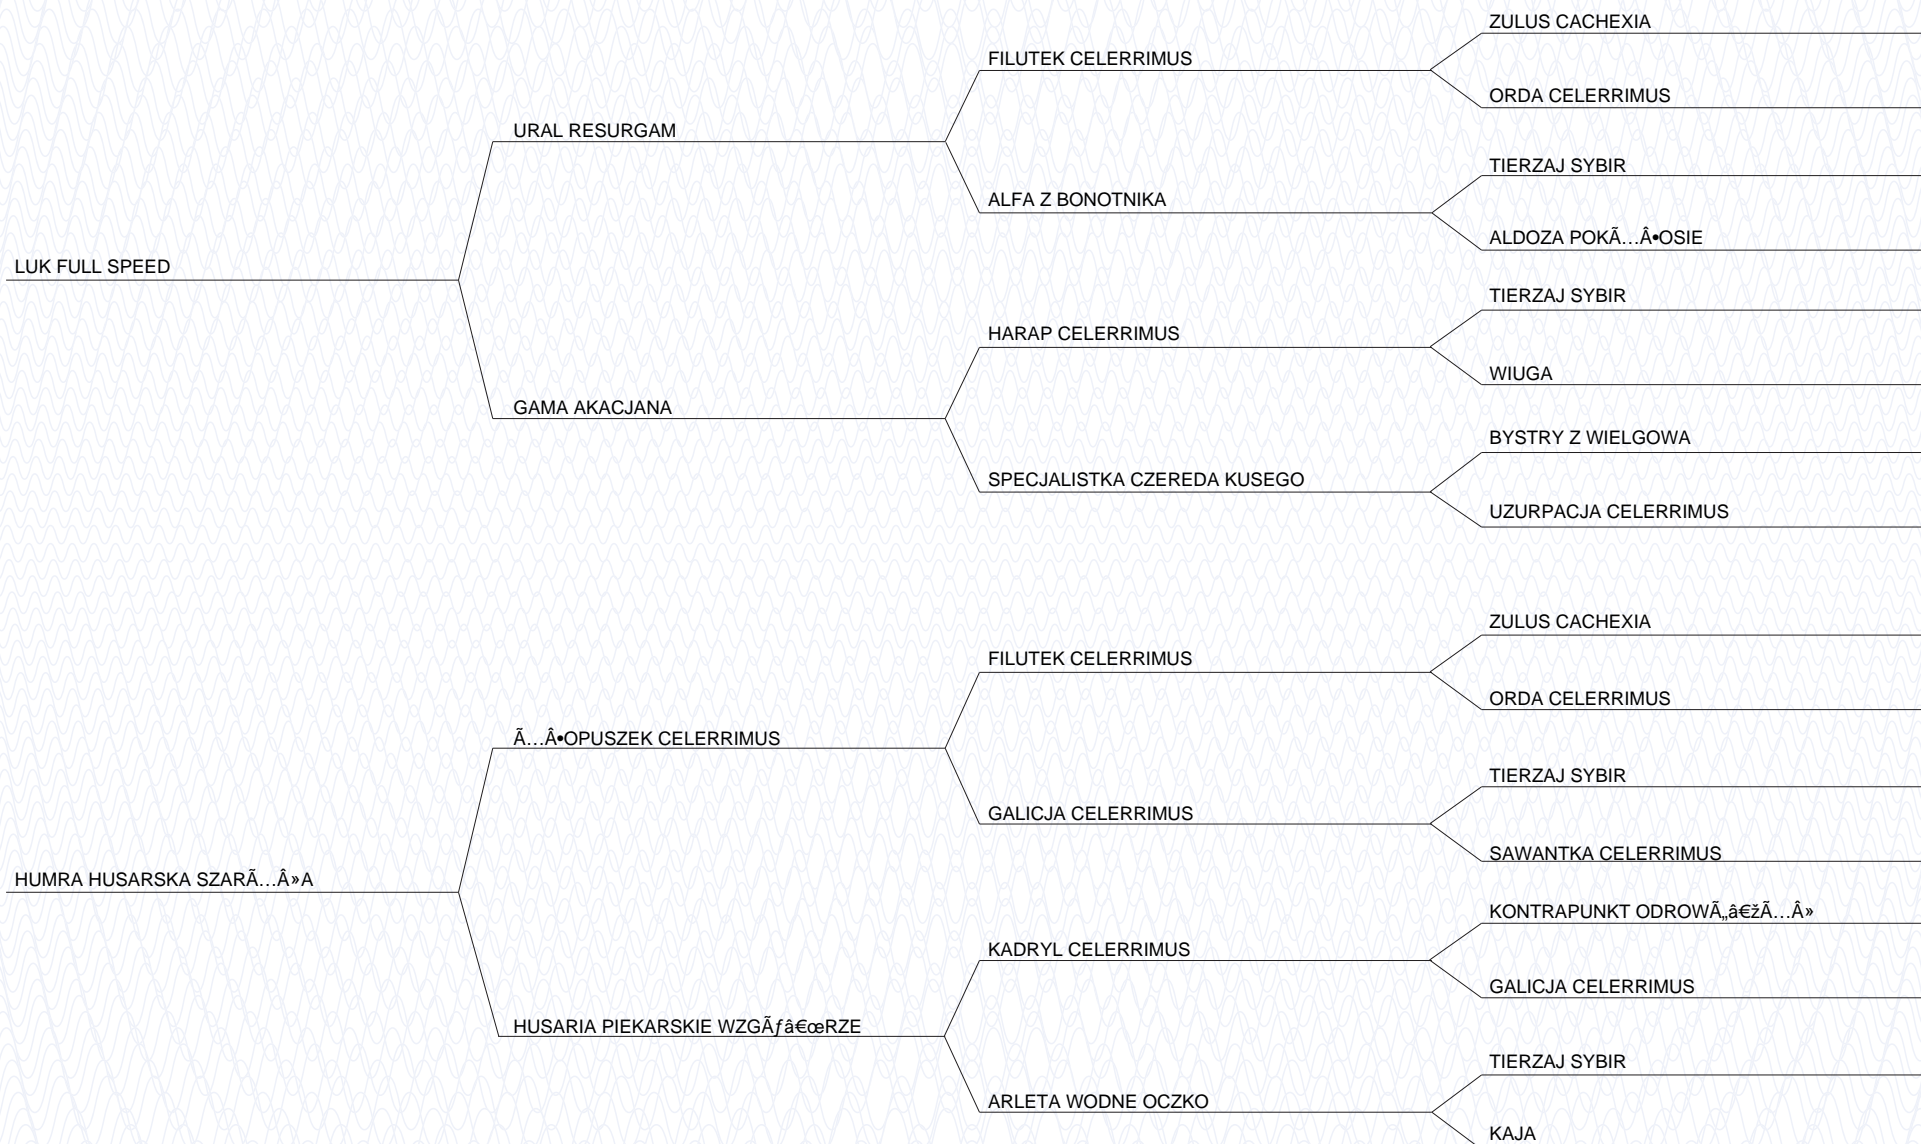 ZULUS CACHEXIA
FILUTEK CELERRIMUS
ORDA CELERRIMUS
URAL RESURGAM
TIERZAJ SYBIR
ALFA Z BONOTNIKA
ALDOZA POKÃ…Â•OSIE
LUK FULL SPEED
TIERZAJ SYBIR
HARAP CELERRIMUS
WIUGA
GAMA AKACJANA
BYSTRY Z WIELGOWA
SPECJALISTKA CZEREDA KUSEGO
UZURPACJA CELERRIMUS
ZULUS CACHEXIA
FILUTEK CELERRIMUS
ORDA CELERRIMUS
Ã…Â•OPUSZEK CELERRIMUS
TIERZAJ SYBIR
GALICJA CELERRIMUS
SAWANTKA CELERRIMUS
HUMRA HUSARSKA SZARÃ…Â»A
KONTRAPUNKT ODROWÃ„â€žÃ…Â»
KADRYL CELERRIMUS
GALICJA CELERRIMUS
HUSARIA PIEKARSKIE WZGÃƒâ€œRZE
TIERZAJ SYBIR
ARLETA WODNE OCZKO
KAJA